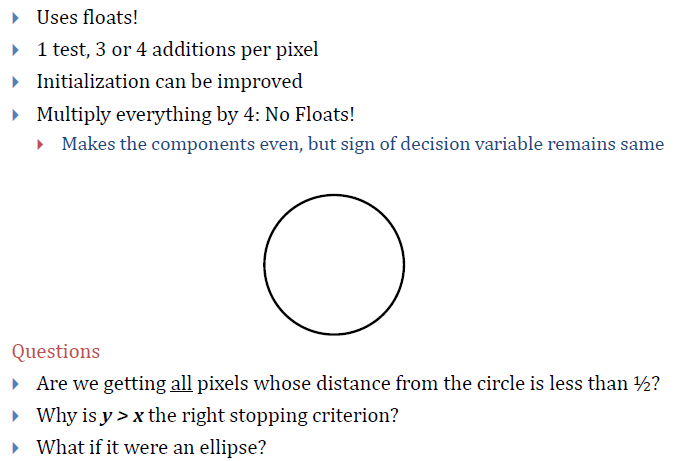 Uses floats!
1 test, 3 or 4 additions per pixel
Initialization can be improved
Multiply everything by 4: No Floats!
Makes the components even, but sign of decision variable remains same
Questions
Are we getting all pixels whose distance from the circle is less than ½?
Why is y > x the right stopping criterion?
What if it were an ellipse?